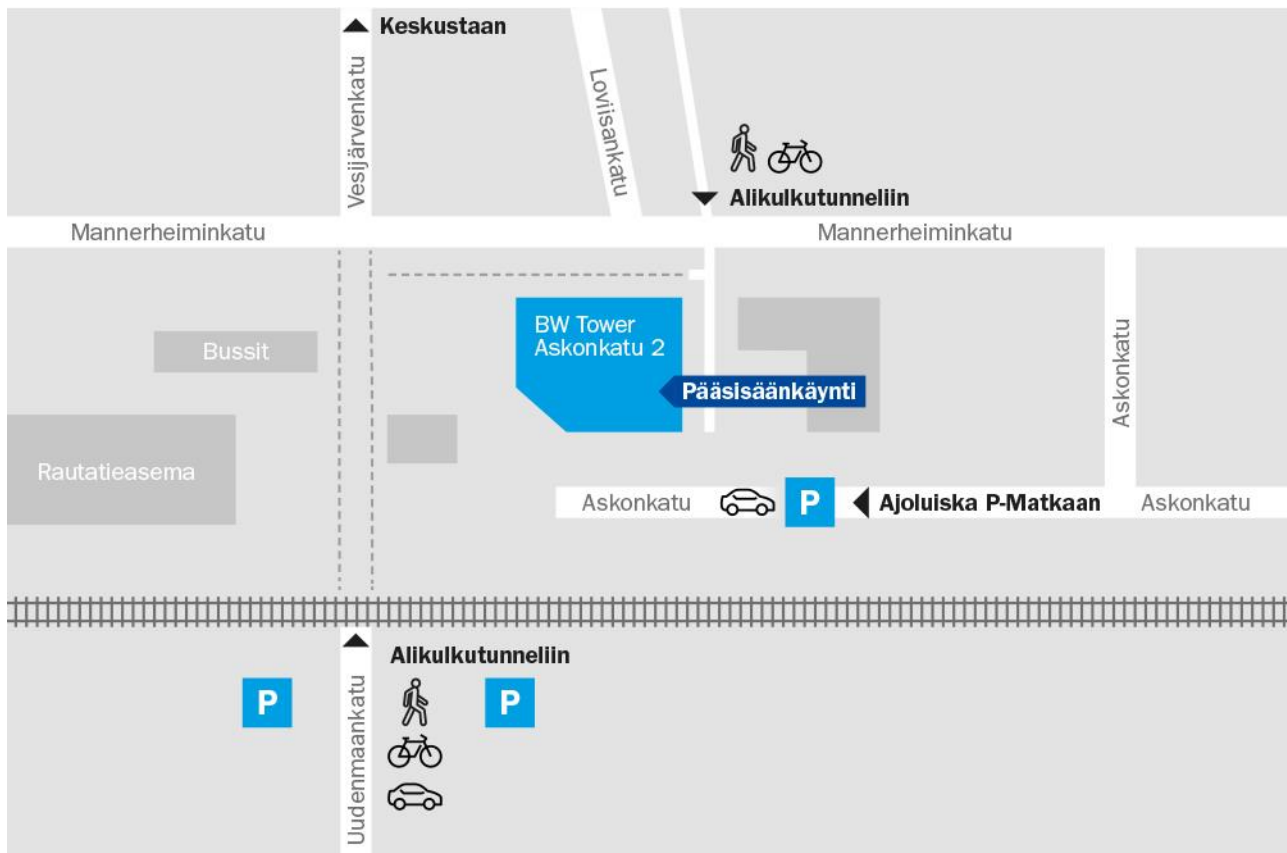 Keskustaan
Vesijärvenkatu
Loviisankatu
Alikulkutunneliin
Mannerheiminkatu
Mannerheiminkatu
BW Tower
Askonkatu 2
Bussit
Pääsisäänkäynti
Askonkatu
Rautatieasema
Askonkatu
P
Ajoluiska P-Matkaan
Askonkatu
Alikulkutunneliin
P
P
Uudenmaankatu